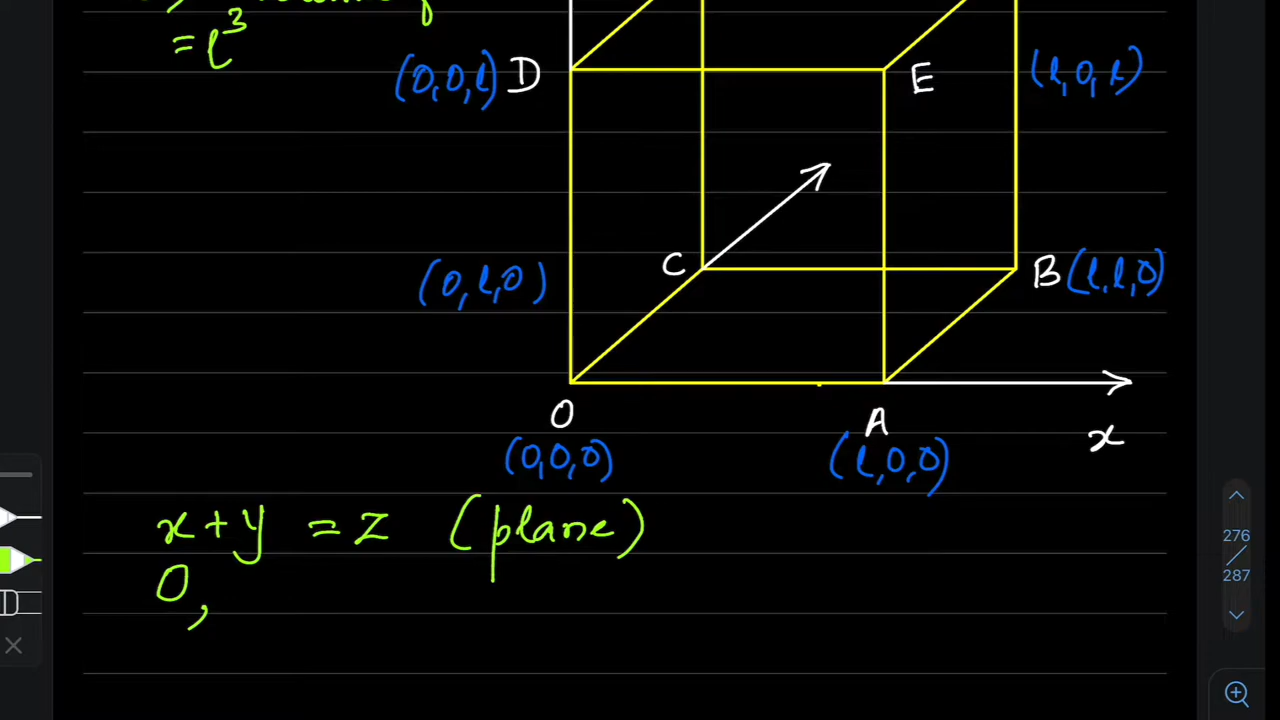 = l³
(0,0,l) D
E (l,0,l)
C
(0,l,0)
B (l,l,0)
O
A
x
(0,0,0)
(l,0,0)
x+y = z (plane)
O,
276
287